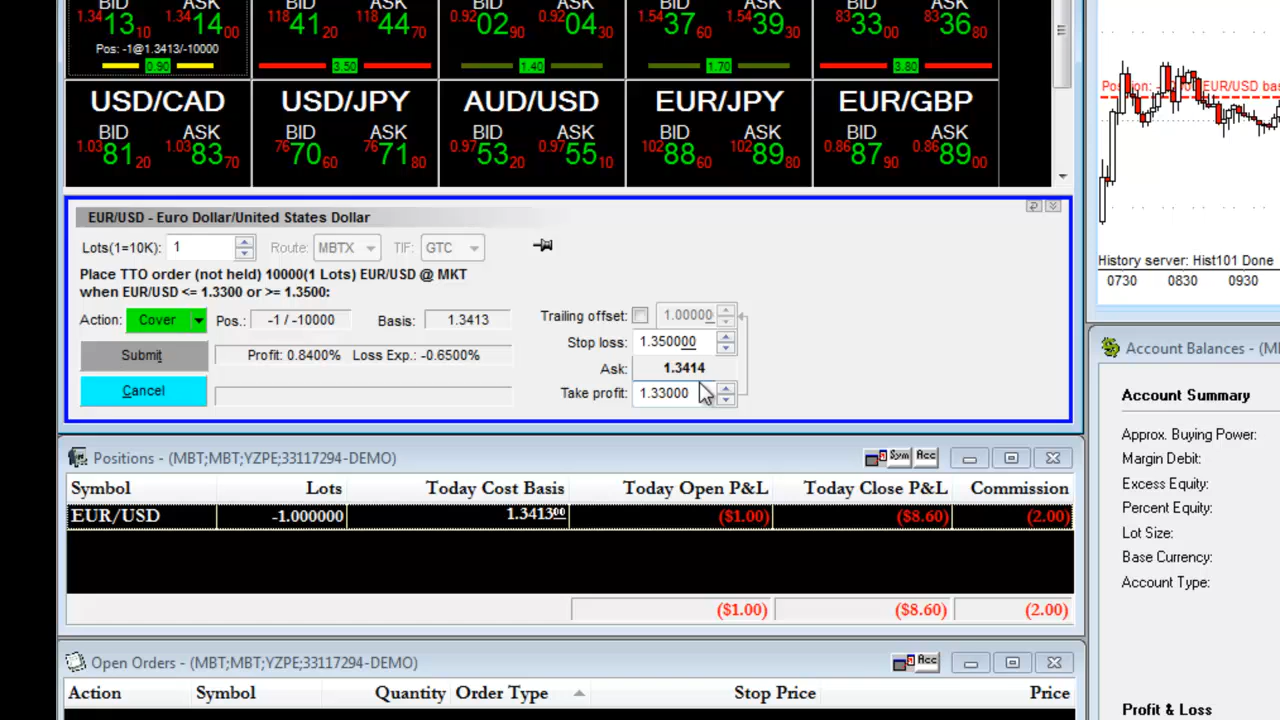 BID ASK BID ASK BID ASK BID ASK BID ASK
1.34 13 10 1.34 14 00 118 41 20 118 44 70 0.92 02 90 0.92 04 30 1.54 37 60 1.54 39 30 83 33 00 83 36 80
Pos: -1@1.3413/-10000
0.90 3.50 1.40 1.70 3.80
USD/CAD USD/JPY AUD/USD EUR/JPY EUR/GBP
BID ASK BID ASK BID ASK BID ASK BID ASK
1.03 81 20 1.03 83 70 76 70 60 76 71 80 0.97 53 20 0.97 55 10 102 88 60 102 89 80 0.86 87 90 0.86 89 00
EUR/USD - Euro Dollar/United States Dollar
Lots(1=10K): 1 Route: MBTX TIF: GTC
Place TTO order (not held) 10000(1 Lots) EUR/USD @ MKT
when EUR/USD <= 1.3300 or >= 1.3500:
Action: Cover Pos.: -1 / -10000 Basis: 1.3413
Trailing offset: 1.00000
Submit Profit: 0.8400% Loss Exp.: -0.6500%
Stop loss: 1.350000
Ask: 1.3414
Cancel
Take profit: 1.33000
Positions - (MBT;MBT;YZPE;33117294-DEMO) Sym Acc
Symbol Lots Today Cost Basis Today Open P&L Today Close P&L Commission
EUR/USD -1.000000 1.341300 ($1.00) ($8.60) (2.00)
($1.00) ($8.60) (2.00)
Open Orders - (MBT;MBT;YZPE;33117294-DEMO) Acc
Action Symbol Quantity Order Type Stop Price Price
EUR/USD
History server: Hist101 Done
0730 0830 0930
Account Balances - (M
Account Summary
Approx. Buying Power:
Margin Debit:
Excess Equity:
Percent Equity:
Lot Size:
Base Currency:
Account Type:
Profit & Loss